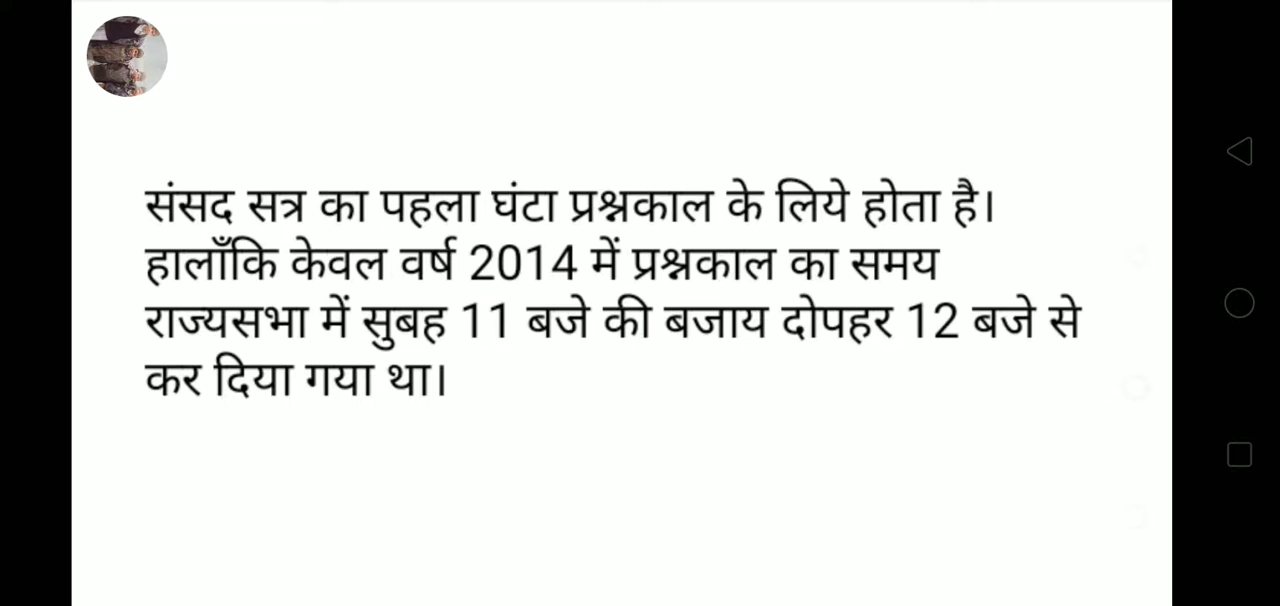 संसद सत्र का पहला घंटा प्रश्नकाल के लिये होता है।
हालाँकि केवल वर्ष 2014 में प्रश्नकाल का समय
राज्यसभा में सुबह 11 बजे की बजाय दोपहर 12 बजे से
कर दिया गया था।